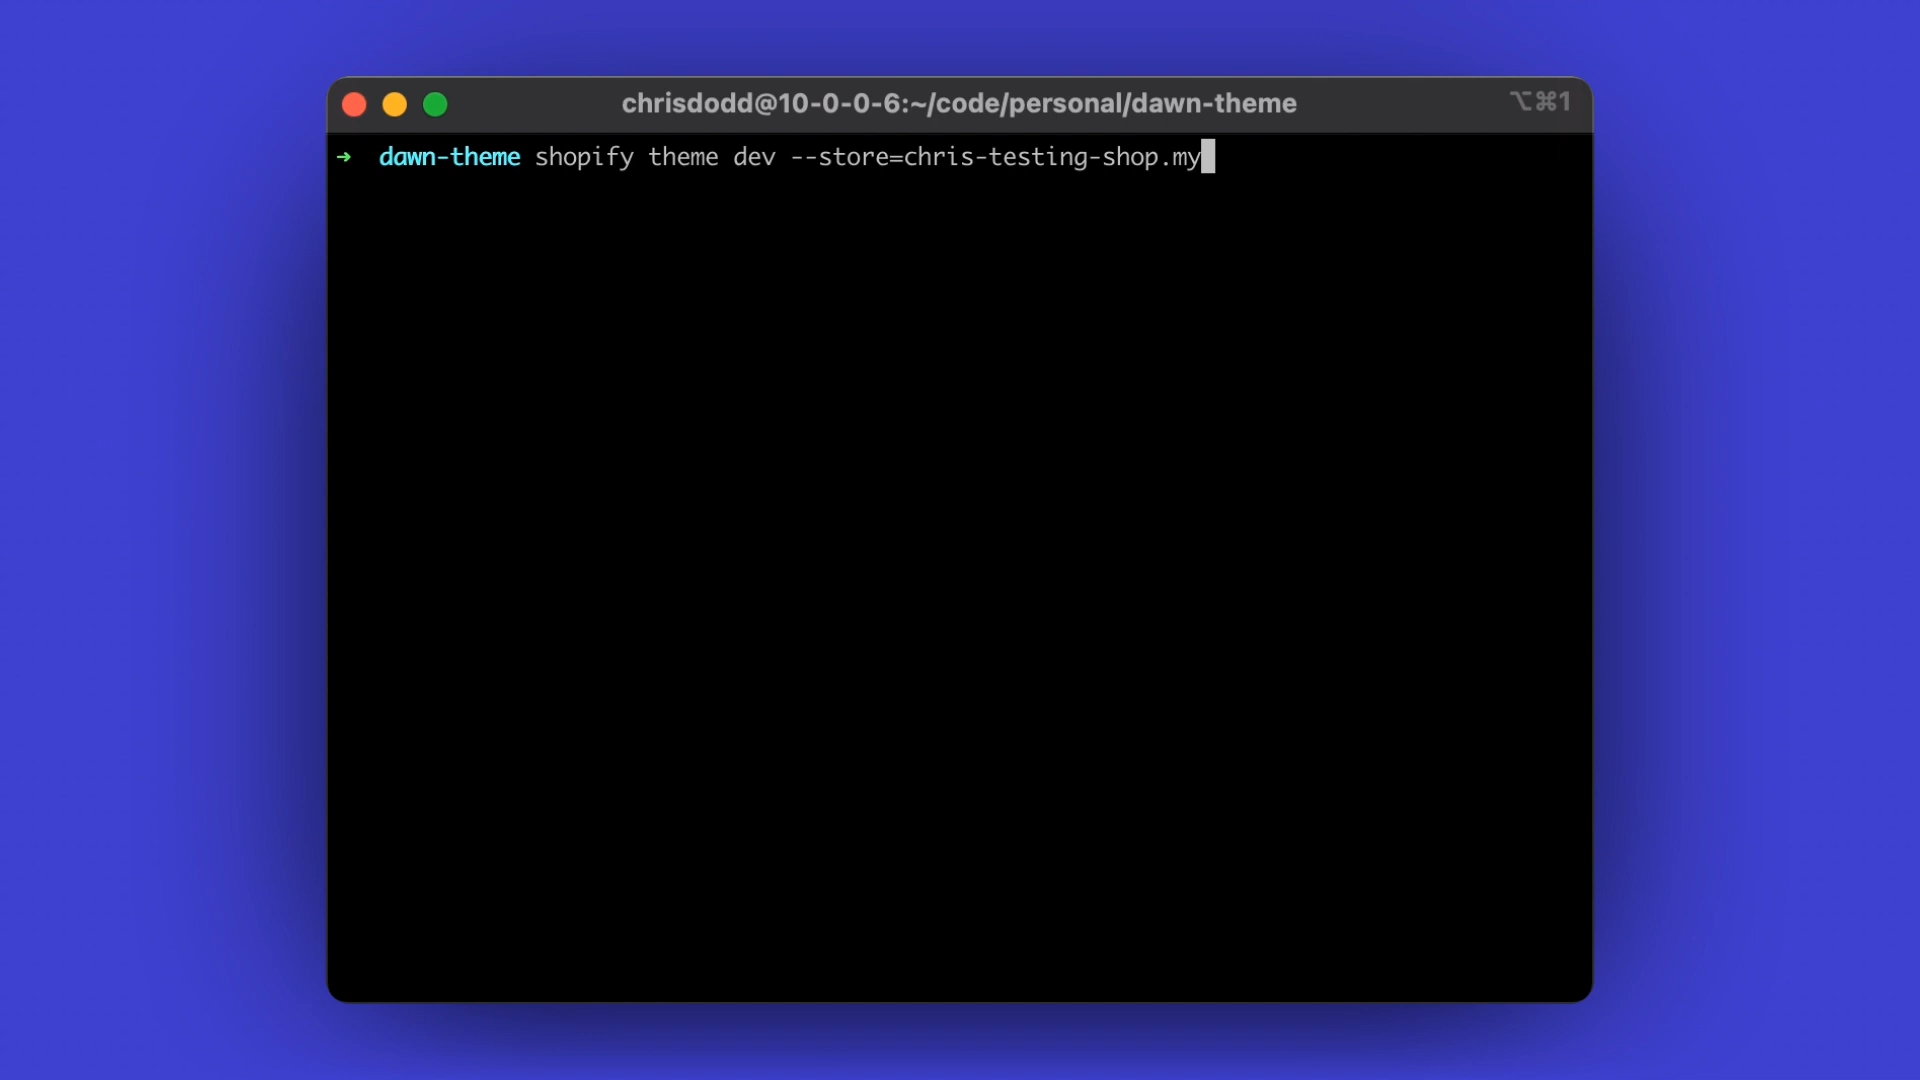 chrisdodd@10-0-0-6:~/code/personal/dawn-theme
⌥⌘1
➜ dawn-theme shopify theme dev --store=chris-testing-shop.my